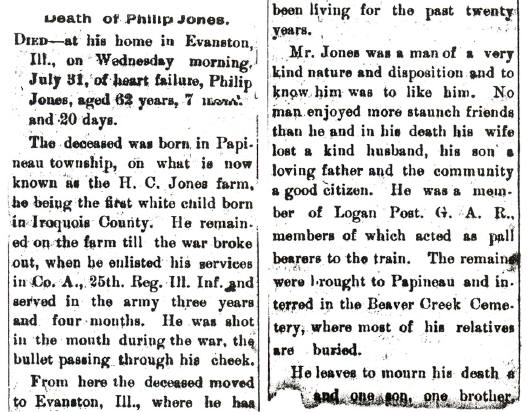 Death of Philip Jones.
DIED—at his home in Evanston,
Ill., on Wednesday morning,
July 31, of heart failure, Philip
Jones, aged 62 years, 7
and 20 days.
The deceased was born in Papi-
neau township, on what is now
known as the H. C. Jones farm,
he being the first white child born
in Iroquois County. He remain-
ed on the farm till the war broke
out, when he enlisted his services
in Co. A., 25th. Reg. Ill. Inf. and
served in the army three years
and four months. He was shot
in the mouth during the war, the
bullet passing through his cheek.
From here the deceased moved
to Evanston, Ill., where he has
been living for the past twenty
years.
Mr. Jones was a man of a very
kind nature and disposition and to
know him was to like him. No
man enjoyed more staunch friends
than he and in his death his wife
lost a kind husband, his son a
loving father and the community
a good citizen. He was a mem-
ber of Logan Post. G. A. R.,
members of which acted as pall
bearers to the train. The remains
were brought to Papineau and in-
terred in the Beaver Creek Ceme-
tery, where most of his relatives
are buried.
He leaves to mourn his death a
and one son, one brother,